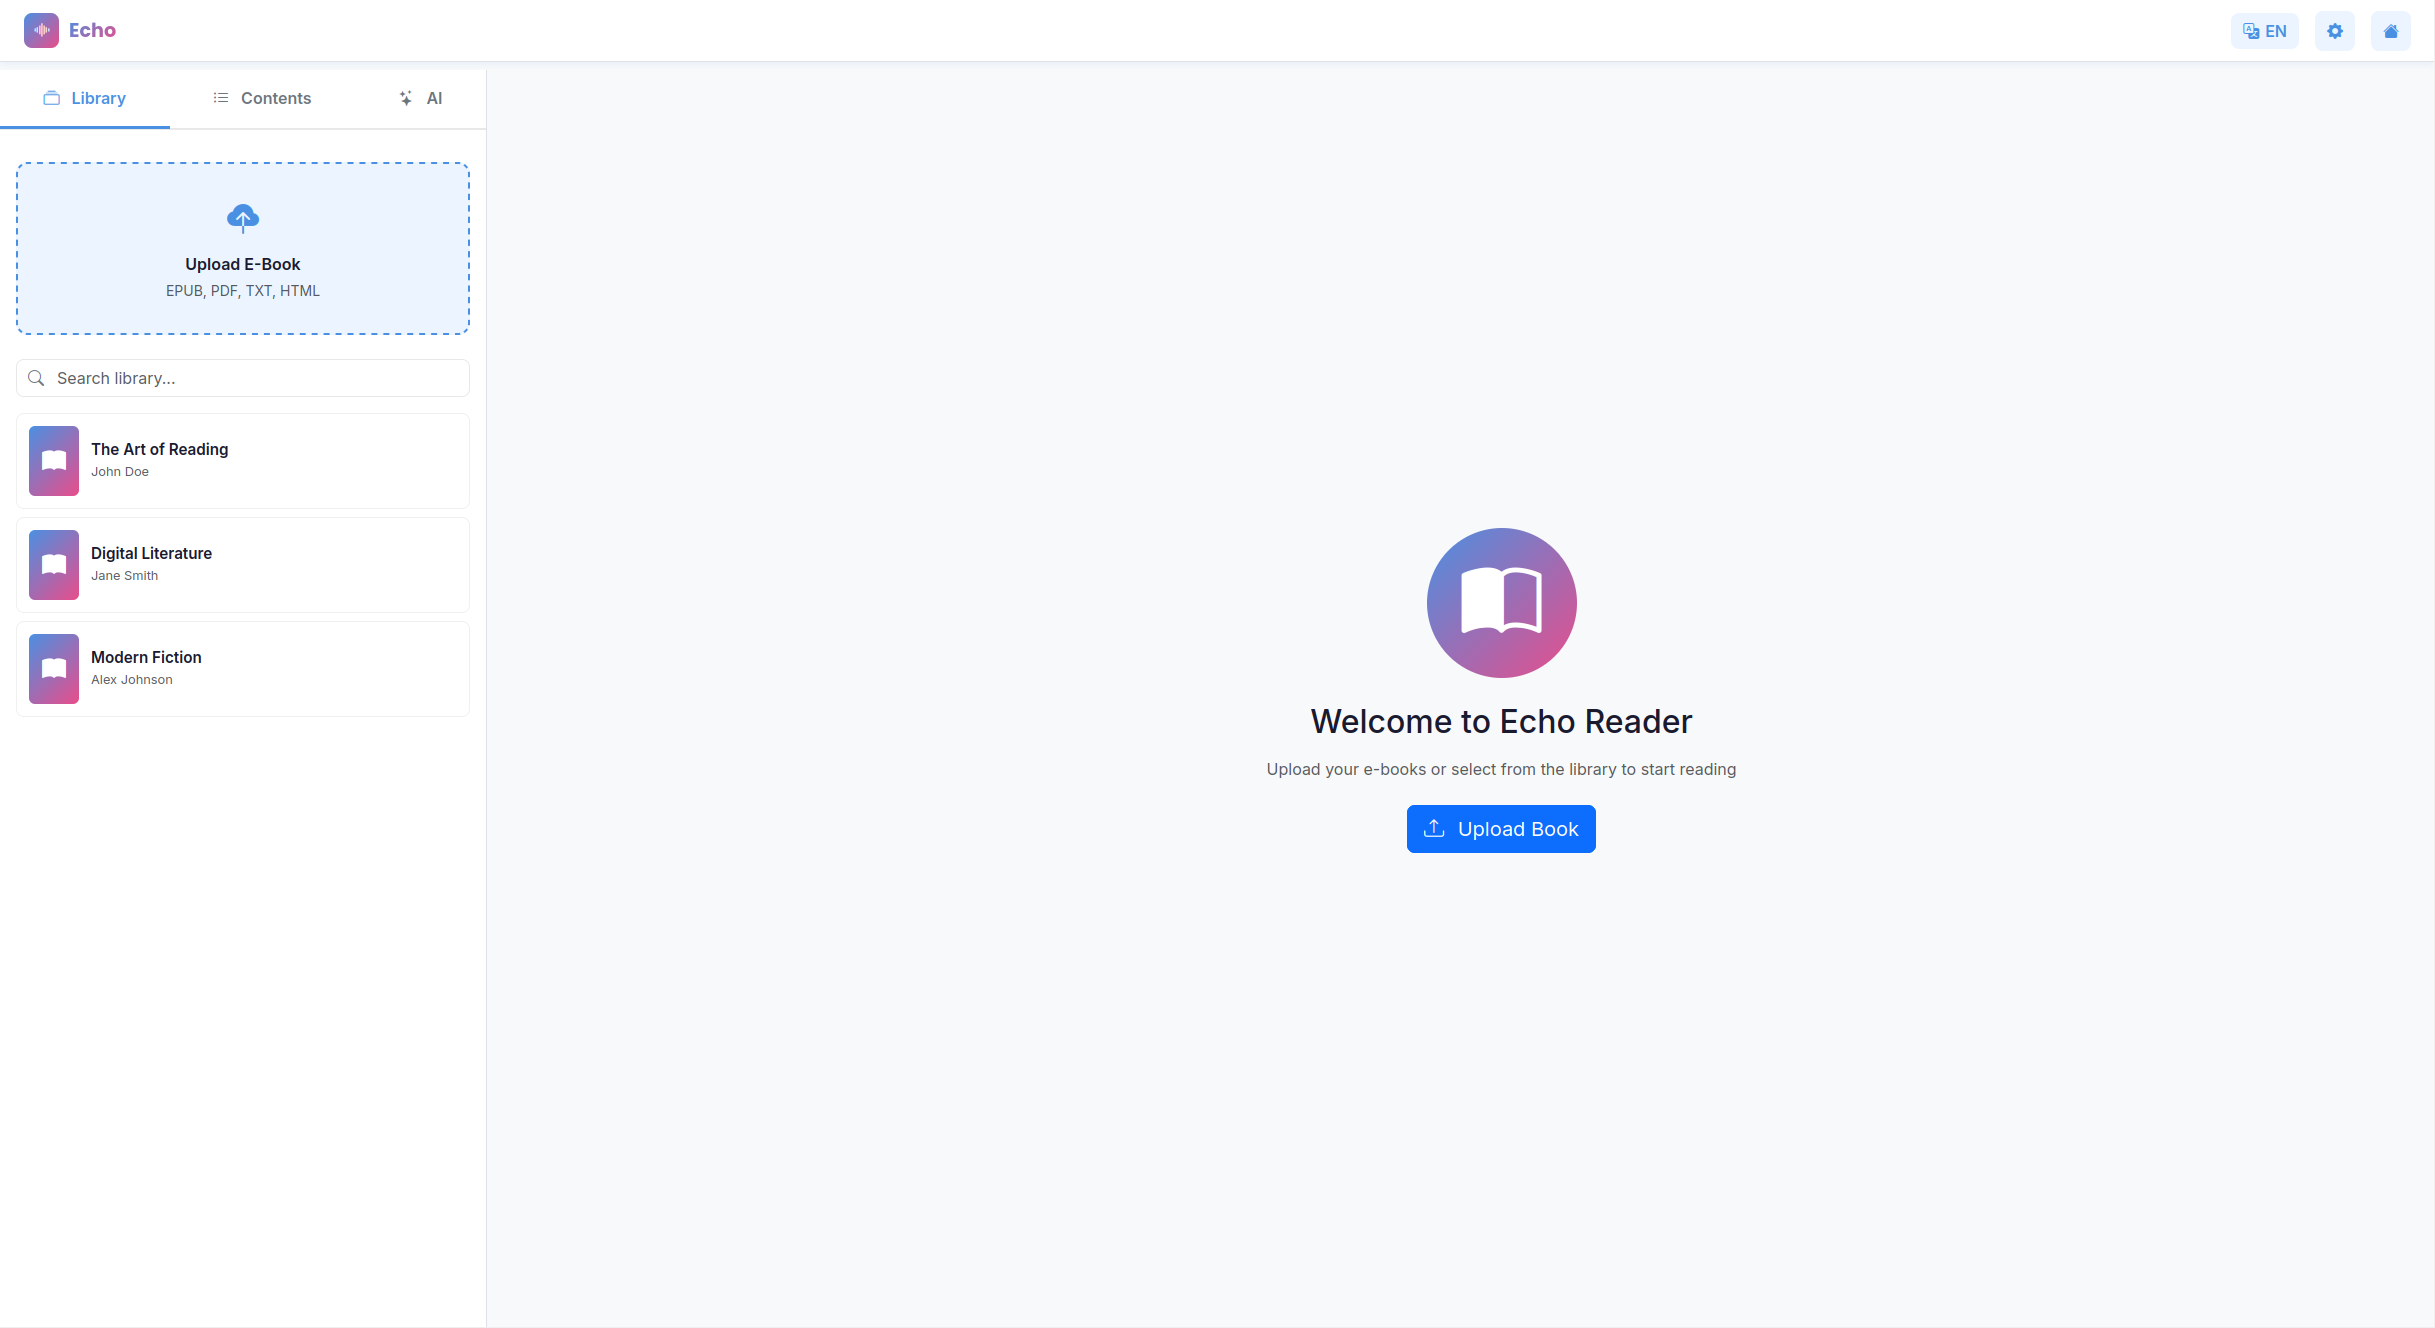 Echo
EN
Library
Contents
AI
Upload E-Book
EPUB, PDF, TXT, HTML
Search library...
The Art of Reading
John Doe
Digital Literature
Jane Smith
Modern Fiction
Alex Johnson
Welcome to Echo Reader
Upload your e-books or select from the library to start reading
Upload Book